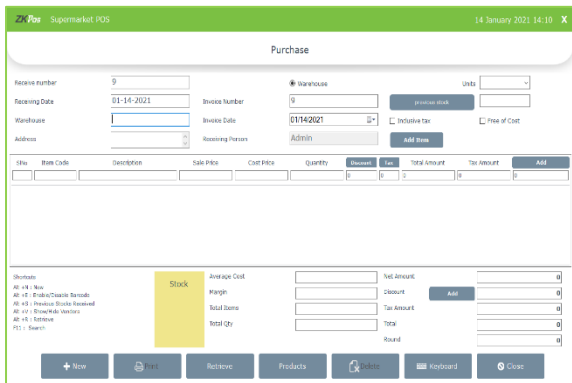 ZKPos Supermarket POS 14 January 2021 14:10 X
Purchase
Receive number 9 Warehouse Units
Receiving Date 01-14-2021 Invoice Number 9 previous stock
Warehouse Invoice Date 01/14/2021 Inclusive tax Free of Cost
Address Receiving Person Admin Add Item
SlNo Item Code Description Sale Price Cost Price Quantity Discount Tax Total Amount Tax Amount Add
0 0 0 0 0
Shortcuts
Alt +N : New
Alt +E : Enable/Disable Barcode
Alt +S : Previous Stocks Received
Alt +V : Show/Hide Vendors
Alt +R : Retrieve
F11 : Search
Stock
Average Cost
Margin
Total Items
Total Qty
Net Amount 0
Discount Add 0
Tax Amount 0
Total 0
Round 0
New Print Retrieve Products Delete Keyboard Close